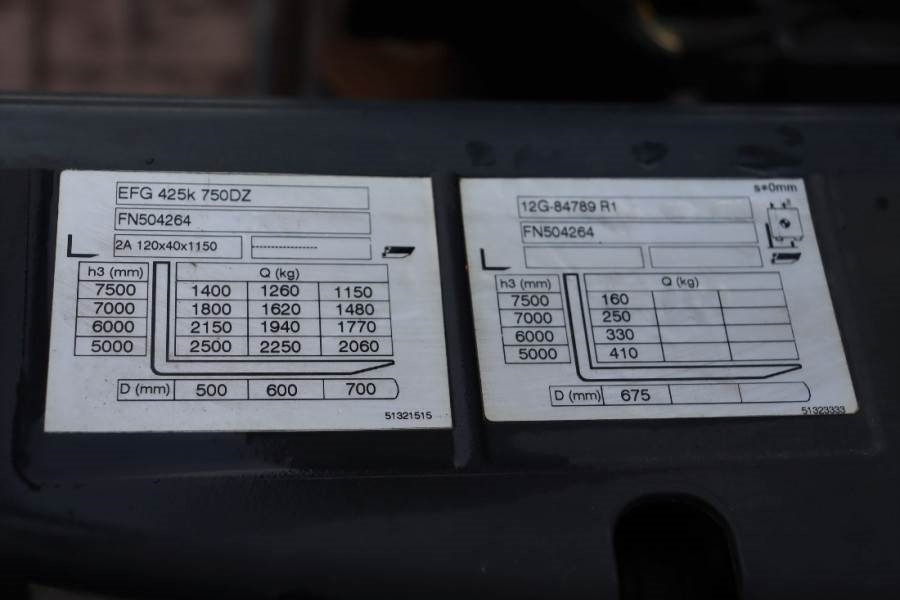 EFG 425k 750DZ
FN504264
2A 120x40x1150 ----------------
h3 (mm) Q (kg)
7500 1400 1260 1150
7000 1800 1620 1480
6000 2150 1940 1770
5000 2500 2250 2060
D (mm) 500 600 700
51321515
s=0mm
12G-84789 R1
FN504264
h3 (mm) Q (kg)
7500 160
7000 250
6000 330
5000 410
D (mm) 675
51323333